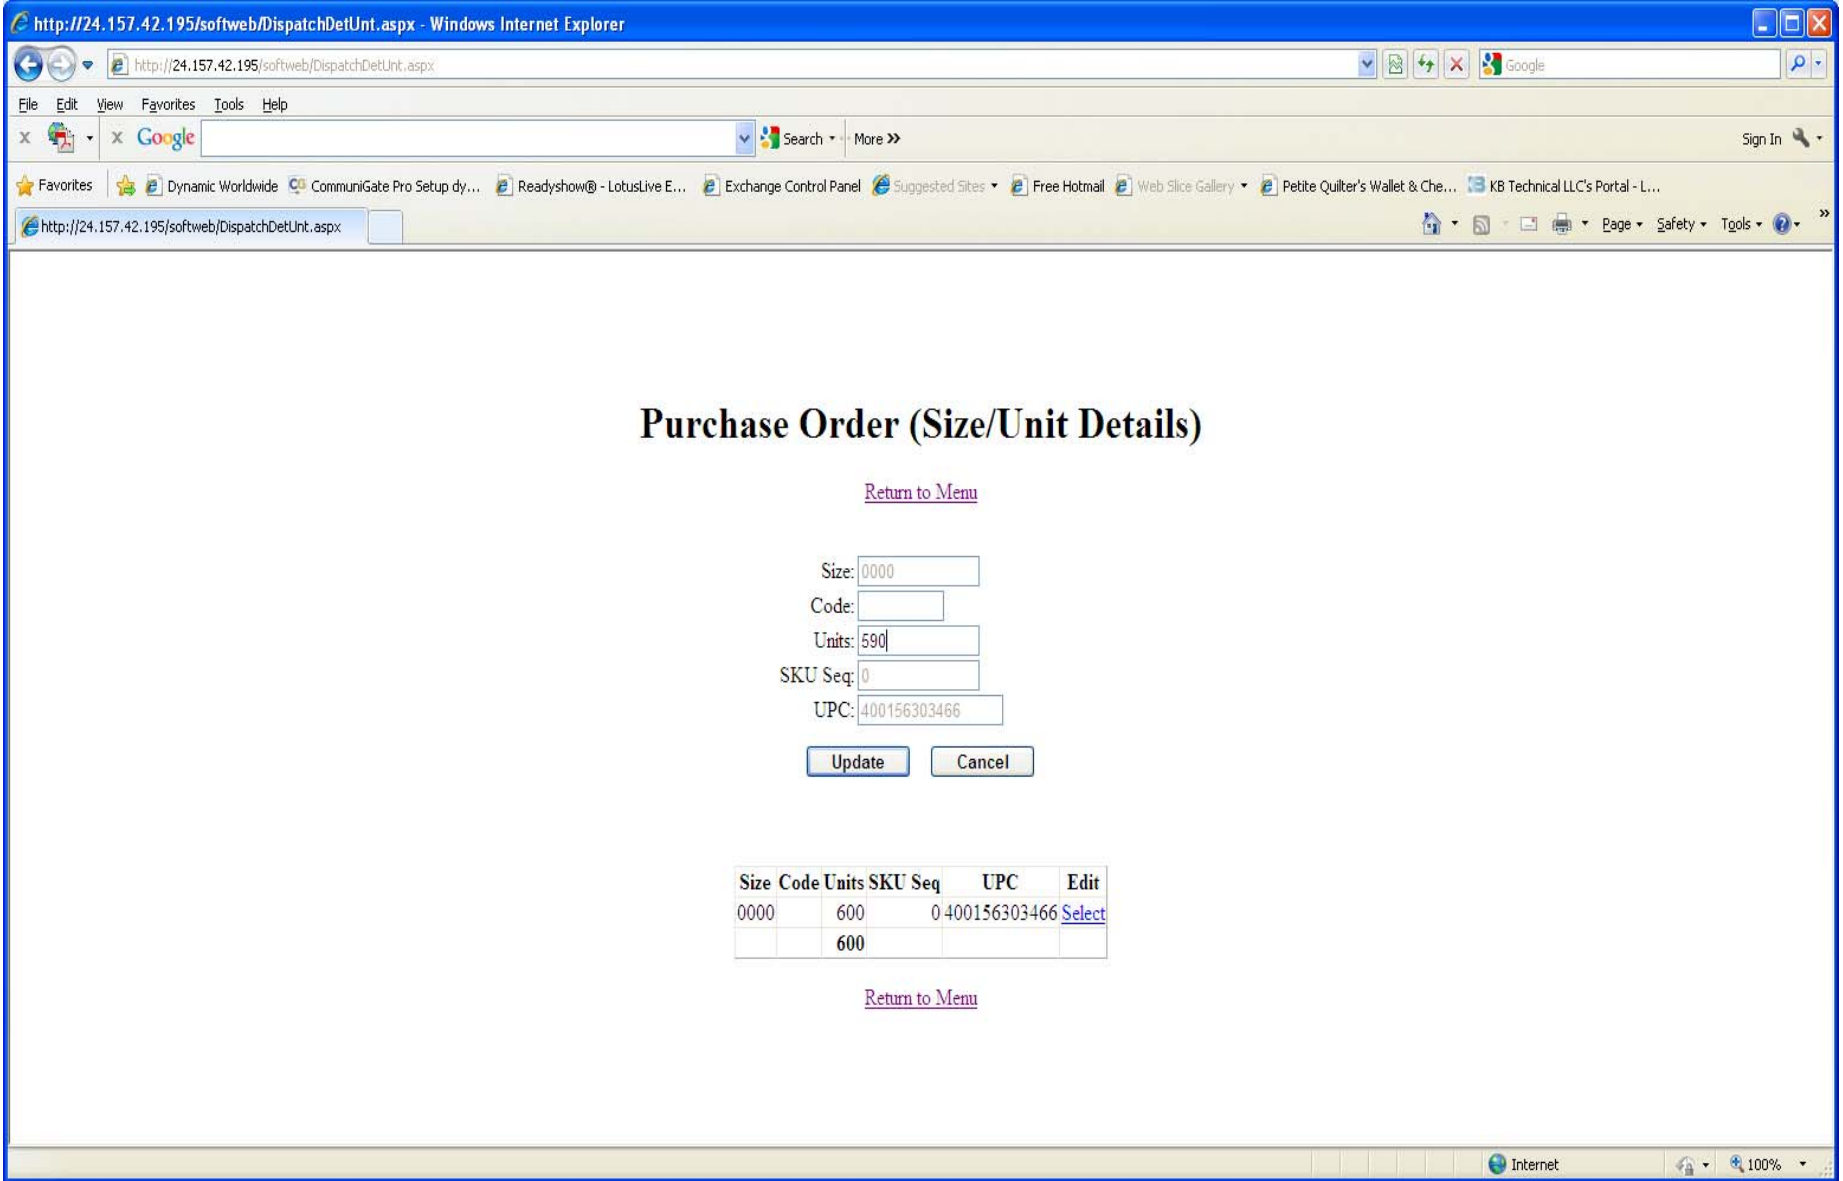 http://24.157.42.195/softweb/DispatchDetUnt.aspx - Windows Internet Explorer
http://24.157.42.195/softweb/DispatchDetUnt.aspx Google
File Edit View Favorites Tools Help
x x Google Search More » Sign In
Favorites Dynamic Worldwide CommuniGate Pro Setup dy... Readyshow® - LotusLive E... Exchange Control Panel Suggested Sites Free Hotmail Web Slice Gallery Petite Quilter's Wallet & Che... KB Technical LLC's Portal - L...
http://24.157.42.195/softweb/DispatchDetUnt.aspx Page Safety Tools »
Purchase Order (Size/Unit Details)
Return to Menu
Size: 0000
Code:
Units: 590
SKU Seq: 0
UPC: 400156303466
Update Cancel
Size Code Units SKU Seq UPC Edit
0000 600 0 400156303466 Select
600
Return to Menu
Internet 100%